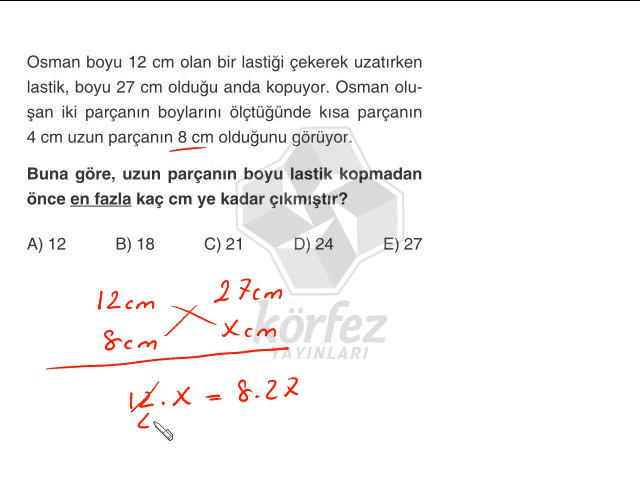 Osman boyu 12 cm olan bir lastiği çekerek uzatırken
lastik, boyu 27 cm olduğu anda kopuyor. Osman olu-
şan iki parçanın boylarını ölçtüğünde kısa parçanın
4 cm uzun parçanın 8 cm olduğunu görüyor.
Buna göre, uzun parçanın boyu lastik kopmadan
önce en fazla kaç cm ye kadar çıkmıştır?
A) 12 B) 18 C) 21 D) 24 E) 27
12cm 27cm
8cm xcm
körfez
YAYINLARI
12.x = 8.27